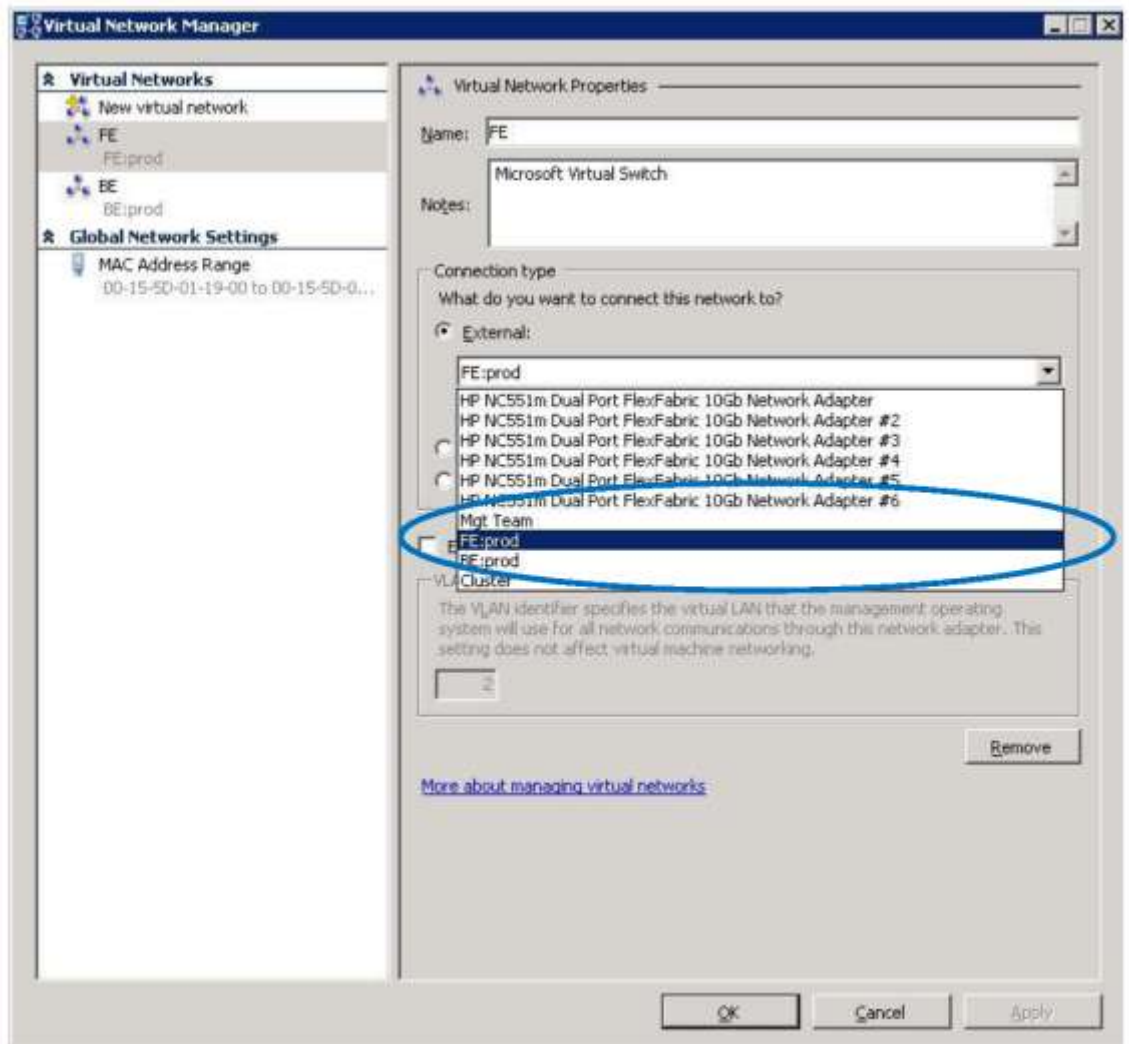 Virtual Network Manager
Virtual Networks
New virtual network
FE
FE:prod
BE
BE:prod
Global Network Settings
MAC Address Range
00-15-5D-01-19-00 to 00-15-5D-0...
Virtual Network Properties
Name: FE
Notes: Microsoft Virtual Switch
Connection type
What do you want to connect this network to?
External:
FE:prod
HP NC551m Dual Port FlexFabric 10Gb Network Adapter
HP NC551m Dual Port FlexFabric 10Gb Network Adapter #2
HP NC551m Dual Port FlexFabric 10Gb Network Adapter #3
HP NC551m Dual Port FlexFabric 10Gb Network Adapter #4
HP NC551m Dual Port FlexFabric 10Gb Network Adapter #5
HP NC551m Dual Port FlexFabric 10Gb Network Adapter #6
Mgt Team
FE:prod
BE:prod
Cluster
The VLAN identifier specifies the virtual LAN that the management operating
system will use for all network communications through this network adapter. This
setting does not affect virtual machine networking.
2
Remove
More about managing virtual networks
OK
Cancel
Apply